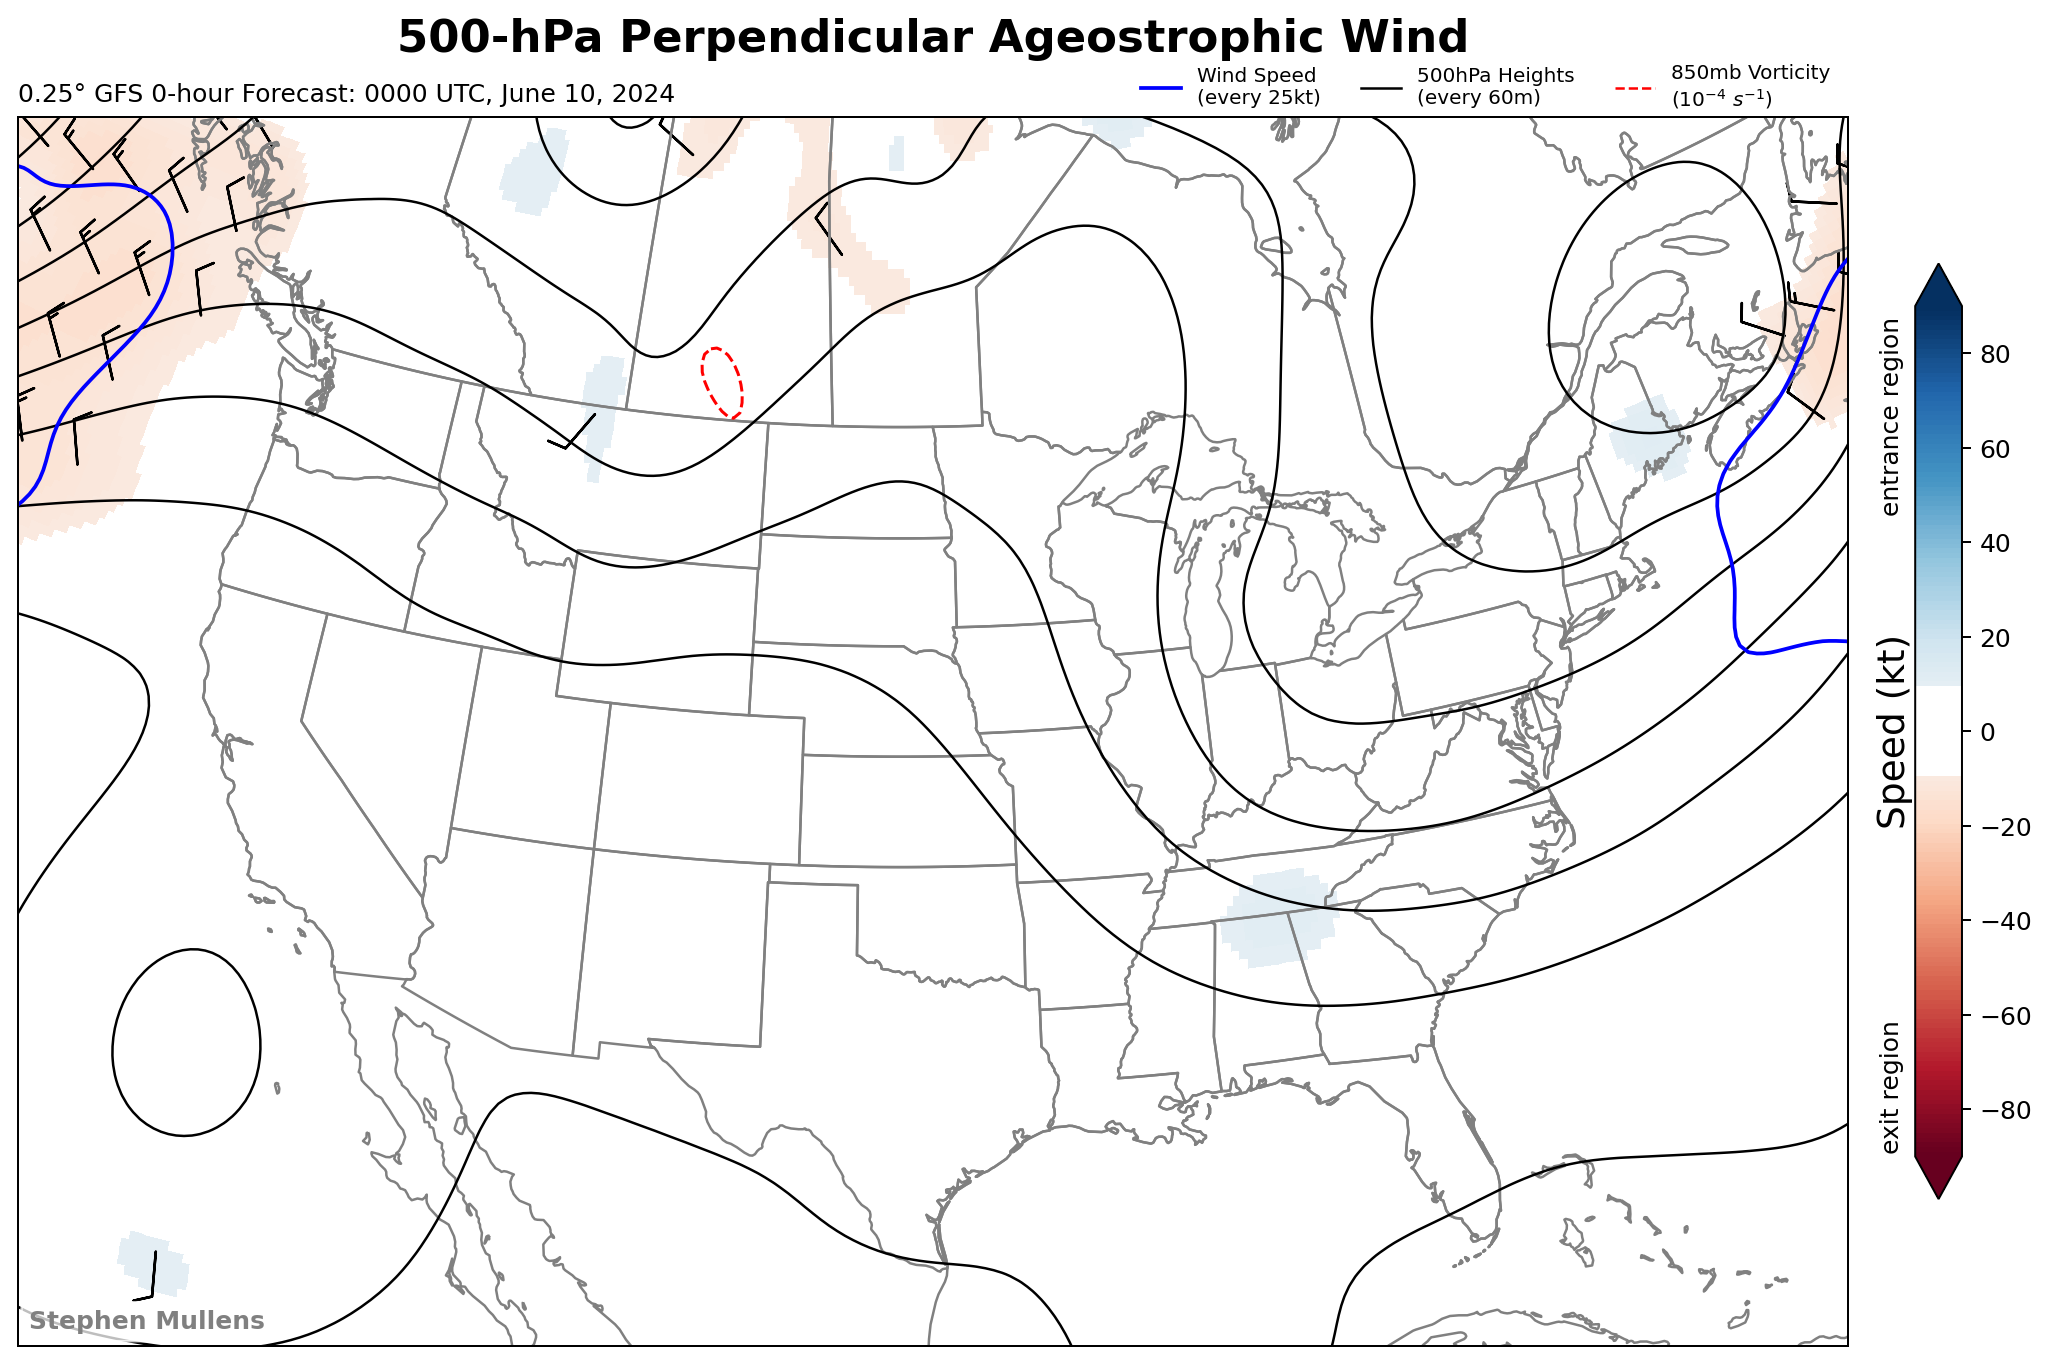 500-hPa Perpendicular Ageostrophic Wind
0.25° GFS 0-hour Forecast: 0000 UTC, June 10, 2024
Wind Speed
(every 25kt)
500hPa Heights
(every 60m)
850mb Vorticity
(10⁻⁴ s⁻¹)
entrance region
Speed (kt)
exit region
80
60
40
20
0
−20
−40
−60
−80
Stephen Mullens